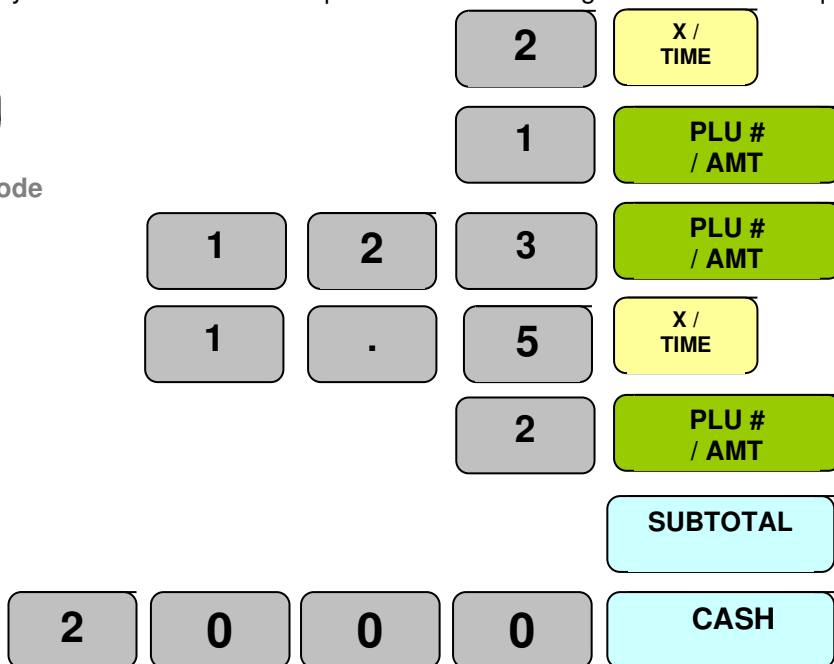 2 X / TIME
1 PLU # / AMT
ode
1 2 3 PLU # / AMT
1 . 5 X / TIME
2 PLU # / AMT
SUBTOTAL
2 0 0 0 CASH